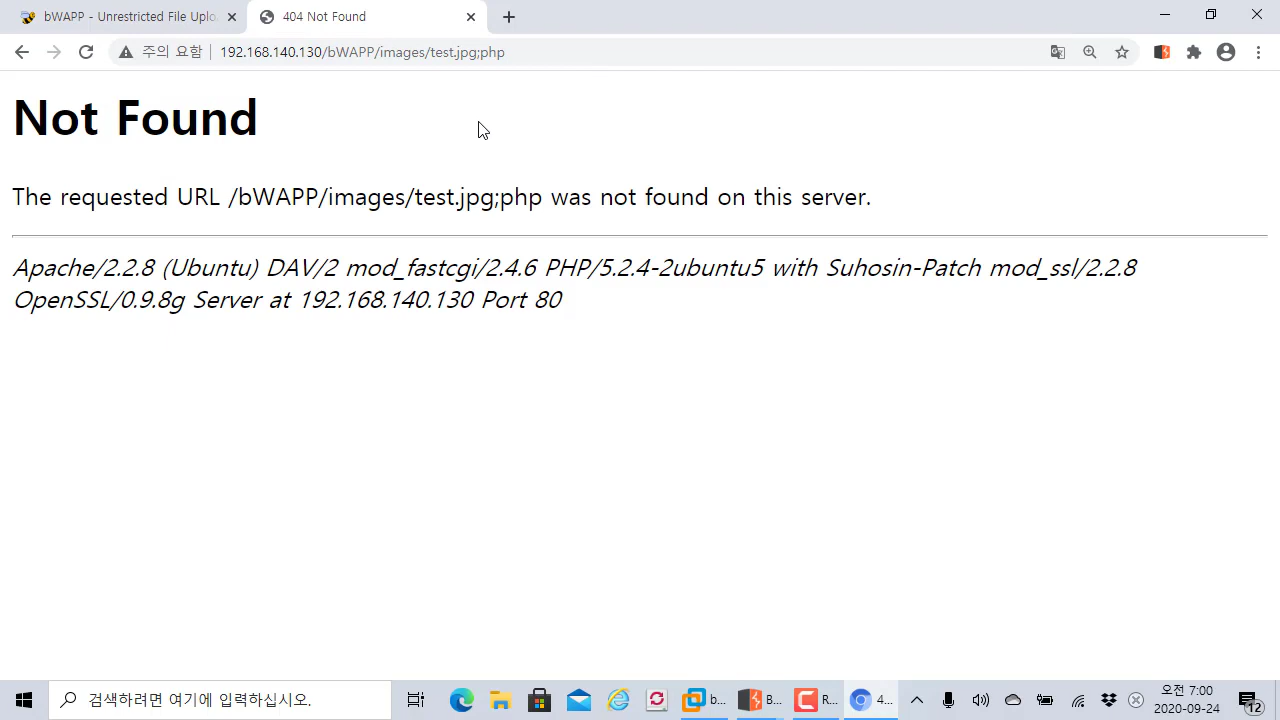 bWAPP - Unrestricted File Uplo
404 Not Found
주의 요함
192.168.140.130/bWAPP/images/test.jpg;php
Not Found
The requested URL /bWAPP/images/test.jpg;php was not found on this server.
Apache/2.2.8 (Ubuntu) DAV/2 mod_fastcgi/2.4.6 PHP/5.2.4-2ubuntu5 with Suhosin-Patch mod_ssl/2.2.8
OpenSSL/0.9.8g Server at 192.168.140.130 Port 80
검색하려면 여기에 입력하십시오.
b...
B...
R...
4...
오전 7:00
2020-09-24
12